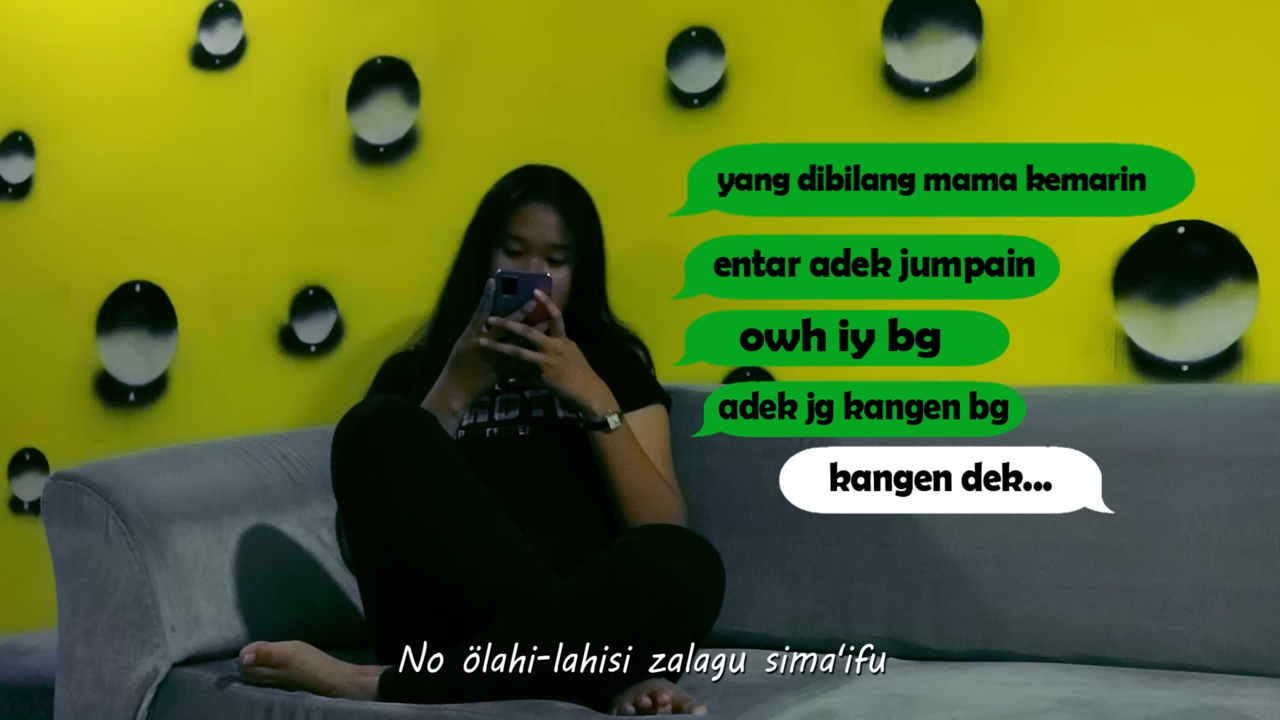 yang dibilang mama kemarin
entar adek jumpain
owh iy bg
adek jg kangen bg
kangen dek...
No ölahi-lahisi zalagu sima'ifu